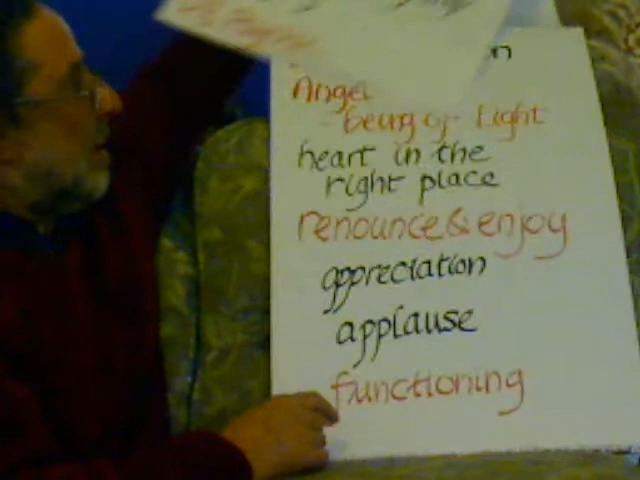 n
Angel
- being of Light
heart in the
right place
renounce & enjoy
appreciation
applause
functioning